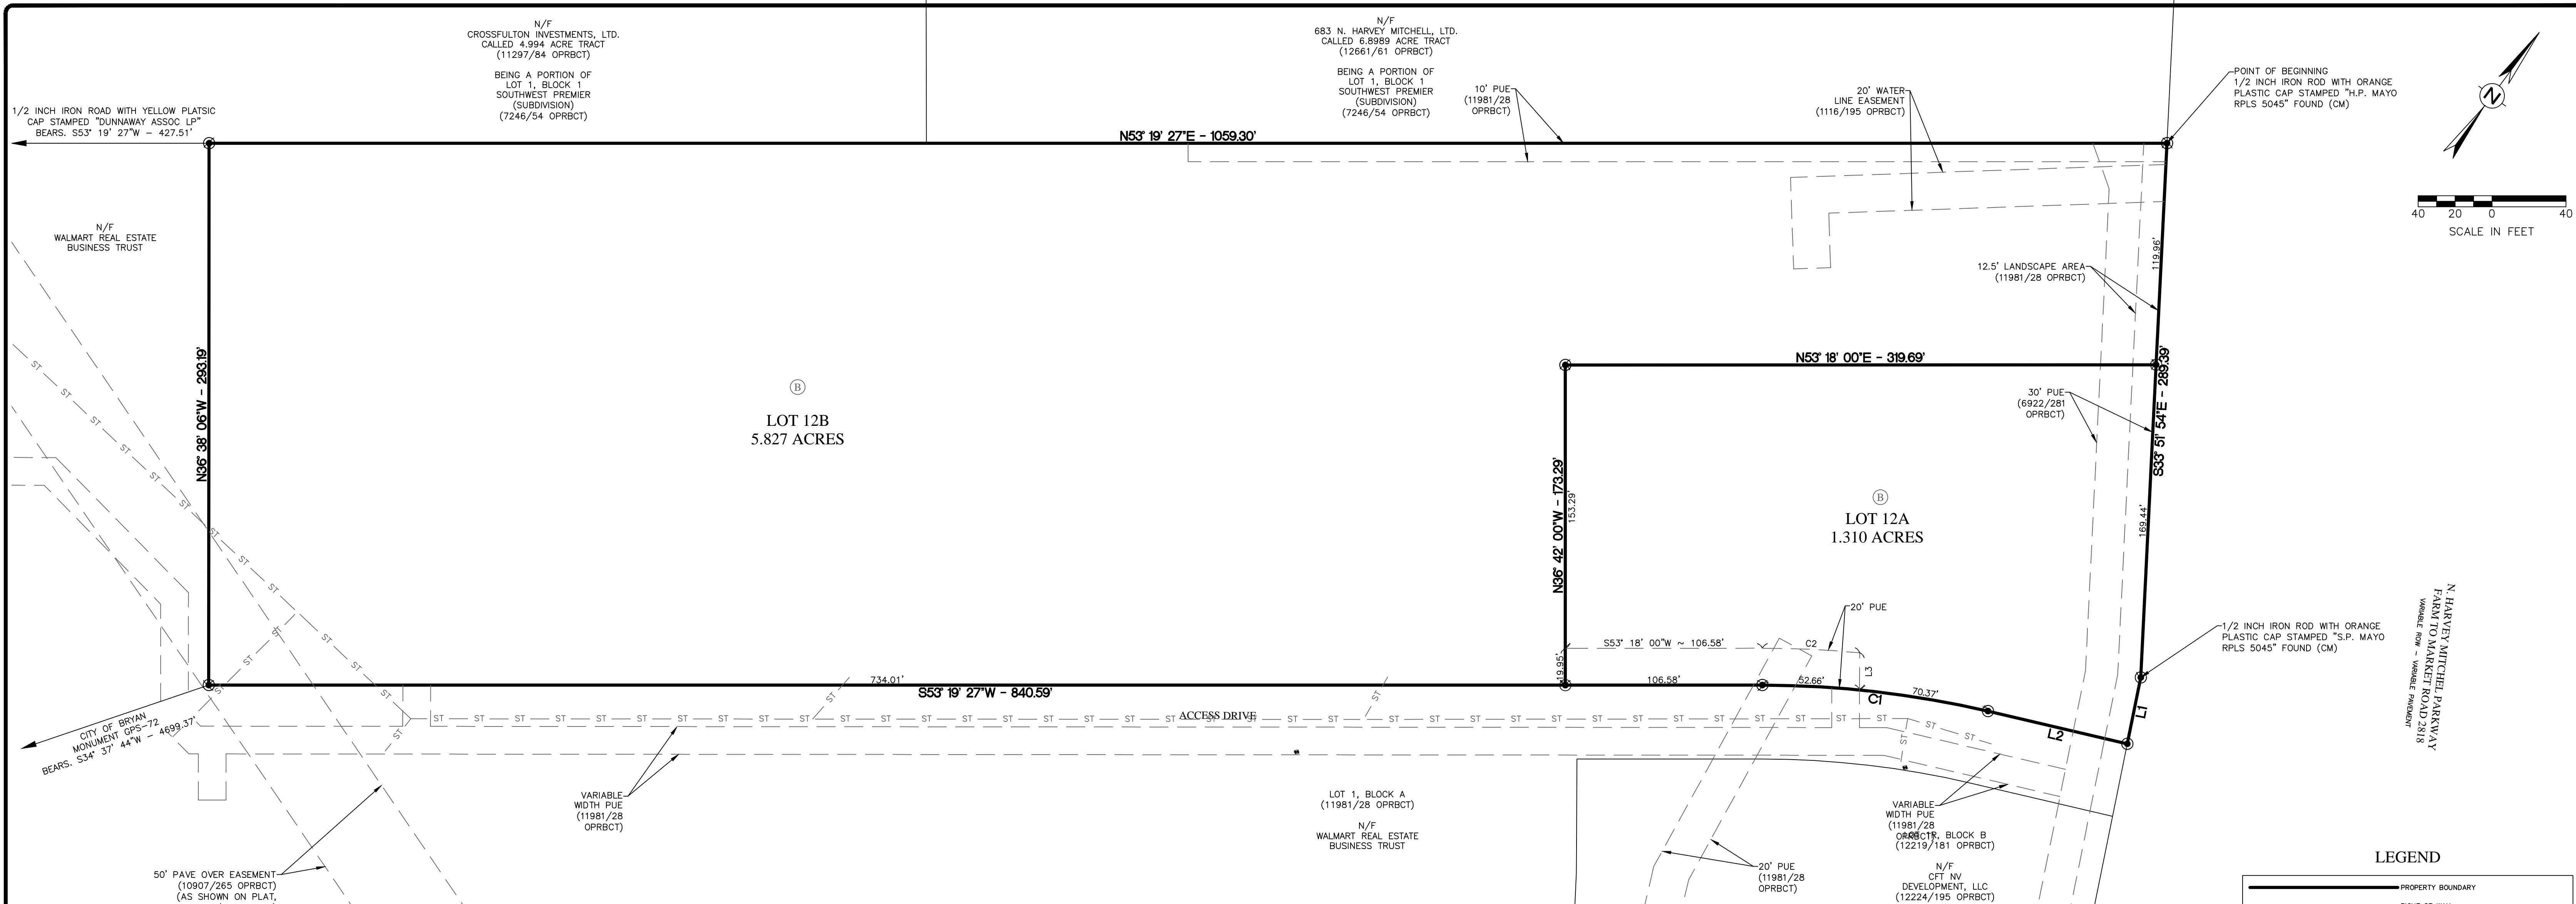 N/F
CROSSFULTON INVESTMENTS, LTD.
CALLED 4.994 ACRE TRACT
(11297/84 OPRBCT)
BEING A PORTION OF
LOT 1, BLOCK 1
SOUTHWEST PREMIER
(SUBDIVISION)
(7246/54 OPRBCT)
N/F
683 N. HARVEY MITCHELL, LTD.
CALLED 6.8989 ACRE TRACT
(12661/61 OPRBCT)
BEING A PORTION OF
LOT 1, BLOCK 1
SOUTHWEST PREMIER
(SUBDIVISION)
(7246/54 OPRBCT)
10' PUE
(11981/28
OPRBCT)
20' WATER
LINE EASEMENT
(1116/195 OPRBCT)
POINT OF BEGINNING
1/2 INCH IRON ROD WITH ORANGE
PLASTIC CAP STAMPED "H.P. MAYO
RPLS 5045" FOUND (CM)
N
40 20 0 40
SCALE IN FEET
1/2 INCH IRON ROAD WITH YELLOW PLATSIC
CAP STAMPED "DUNNAWAY ASSOC LP"
BEARS. S53° 19' 27"W - 427.51'
N53° 19' 27"E - 1059.30'
N/F
WALMART REAL ESTATE
BUSINESS TRUST
12.5' LANDSCAPE AREA
(11981/28 OPRBCT)
119.96'
N53° 18' 00"E - 319.69'
S33° 51' 54"E - 289.39'
30' PUE
(6922/281
OPRBCT)
N36° 38' 06"W - 293.19'
B
LOT 12B
5.827 ACRES
N36° 42' 00"W - 173.29'
153.29'
B
LOT 12A
1.310 ACRES
169.44'
ST ST ST ST ST ST ST ST ST ST
20' PUE
S53° 18' 00"W ~ 106.58'
C2
L3
19.95'
734.01'
S53° 19' 27"W - 840.59'
106.58'
52.66'
C1
70.37'
L2
L1
1/2 INCH IRON ROD WITH ORANGE
PLASTIC CAP STAMPED "S.P. MAYO
RPLS 5045" FOUND (CM)
N. HARVEY MITCHEL PARKWAY
FARM TO MARKET ROAD 2818
VARIABLE ROW - VARIABLE PAVEMENT
ACCESS DRIVE
CITY OF BRYAN
MONUMENT GPS-72
BEARS. S34° 37' 44"W - 4699.37'
VARIABLE
WIDTH PUE
(11981/28
OPRBCT)
LOT 1, BLOCK A
(11981/28 OPRBCT)
N/F
WALMART REAL ESTATE
BUSINESS TRUST
VARIABLE
WIDTH PUE
(11981/28
OPRBCT)
1R, BLOCK B
(12219/181 OPRBCT)
N/F
CFT NV
DEVELOPMENT, LLC
(12224/195 OPRBCT)
20' PUE
(11981/28
OPRBCT)
50' PAVE OVER EASEMENT
(10907/265 OPRBCT)
(AS SHOWN ON PLAT,
LEGEND
PROPERTY BOUNDARY